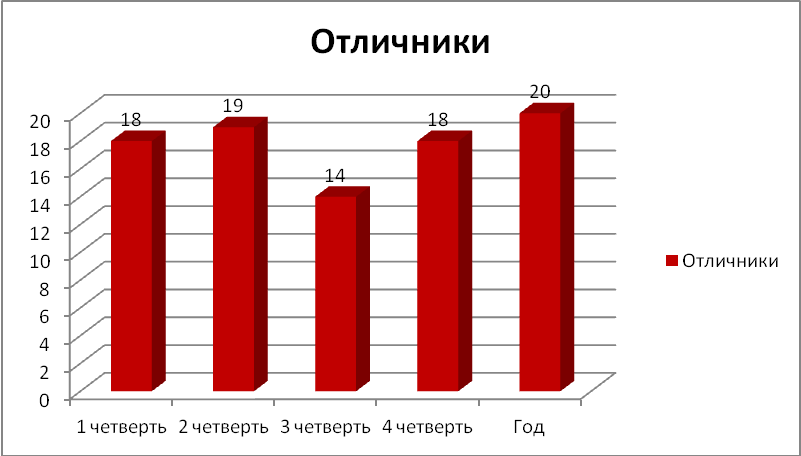 Отличники
20
18
16
14
12
10
8
6
4
2
0
18
19
14
18
20
1 четверть
2 четверть
3 четверть
4 четверть
Год
Отличники